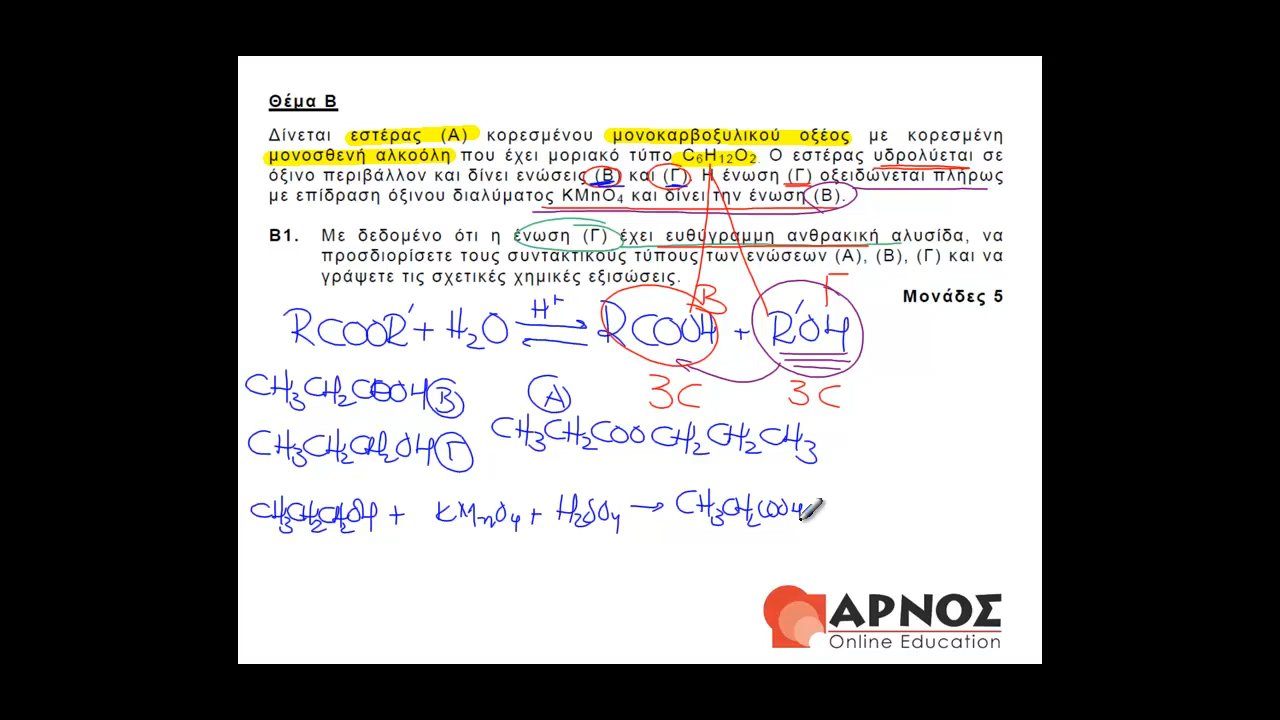 Θέμα Β
Δίνεται εστέρας (Α) κορεσμένου μονοκαρβοξυλικού οξέος με κορεσμένη
μονοσθενή αλκοόλη που έχει μοριακό τύπο C₆H₁₂O₂. Ο εστέρας υδρολύεται σε
όξινο περιβάλλον και δίνει ενώσεις (Β) και (Γ). Η ένωση (Γ) οξειδώνεται πλήρως
με επίδραση όξινου διαλύματος KMnO₄ και δίνει την ένωση (Β).
Β1. Με δεδομένο ότι η ένωση (Γ) έχει ευθύγραμμη ανθρακική αλυσίδα, να
προσδιορίσετε τους συντακτικούς τύπους των ενώσεων (Α), (Β), (Γ) και να
γράψετε τις σχετικές χημικές εξισώσεις.
Μονάδες 5
Β Γ
RCOOR' + H₂O ⇌ H⁺ RCOOH + R'OH
CH₃CH₂COOH Β Α 3C 3C
CH₃CH₂CH₂OH Γ CH₃CH₂COOCH₂CH₂CH₃
CH₃CH₂CH₂OH + KMnO₄ + H₂SO₄ → CH₃CH₂COOH
ΑΡΝΟΣ
Online Education